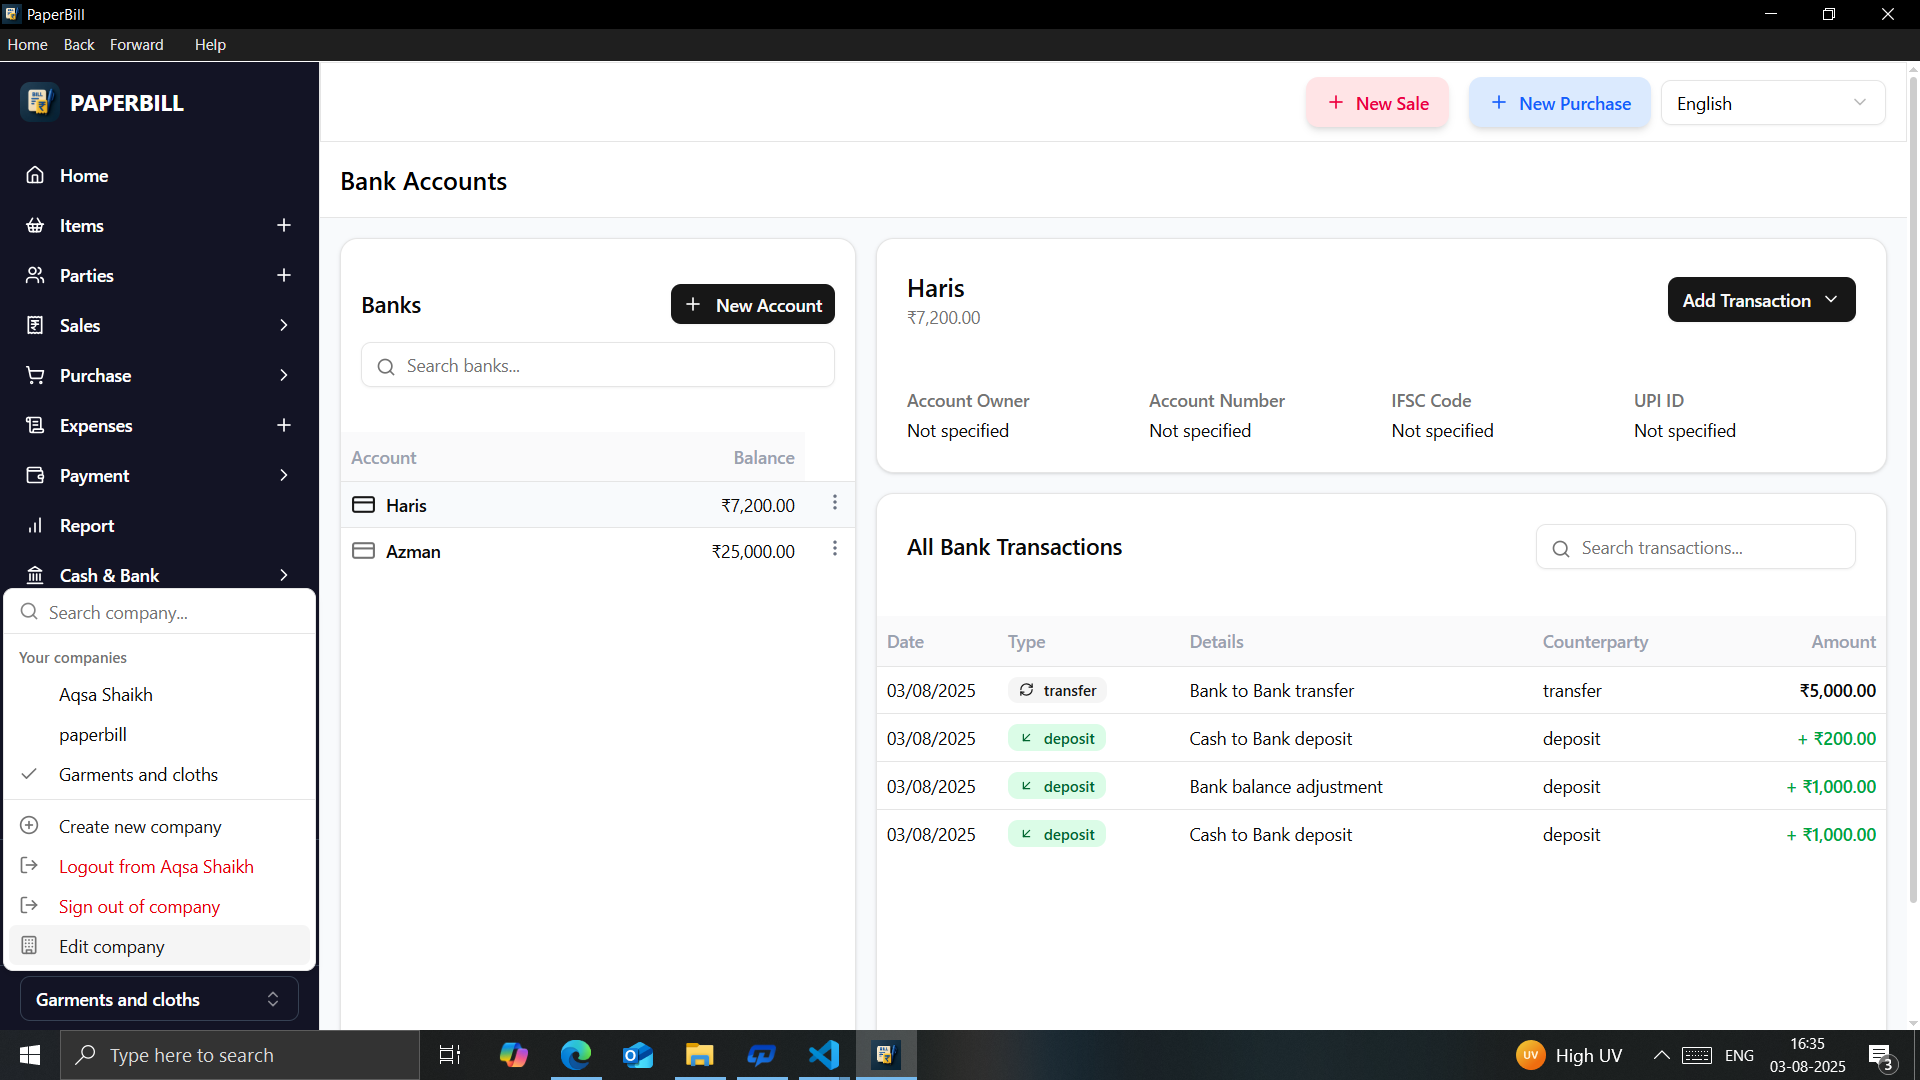 PaperBill
Home Back Forward Help
PAPERBILL
Home
Items
Parties
Sales
Purchase
Expenses
Payment
Report
Cash & Bank
Search company...
Your companies
Aqsa Shaikh
paperbill
Garments and cloths
Create new company
Logout from Aqsa Shaikh
Sign out of company
Edit company
Garments and cloths
+ New Sale
+ New Purchase
English
Bank Accounts
Banks
+ New Account
Search banks...
Account Balance
Haris ₹7,200.00
Azman ₹25,000.00
Haris
₹7,200.00
Add Transaction
Account Owner Account Number IFSC Code UPI ID
Not specified Not specified Not specified Not specified
All Bank Transactions
Search transactions...
Date Type Details Counterparty Amount
03/08/2025 transfer Bank to Bank transfer transfer ₹5,000.00
03/08/2025 deposit Cash to Bank deposit deposit + ₹200.00
03/08/2025 deposit Bank balance adjustment deposit + ₹1,000.00
03/08/2025 deposit Cash to Bank deposit deposit + ₹1,000.00
Type here to search
UV High UV
ENG
16:35
03-08-2025
3